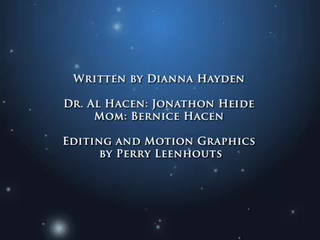 Written by Dianna Hayden
Dr. Al Hacen: Jonathon Heide
Mom: Bernice Hacen
Editing and Motion Graphics
by Perry Leenhouts